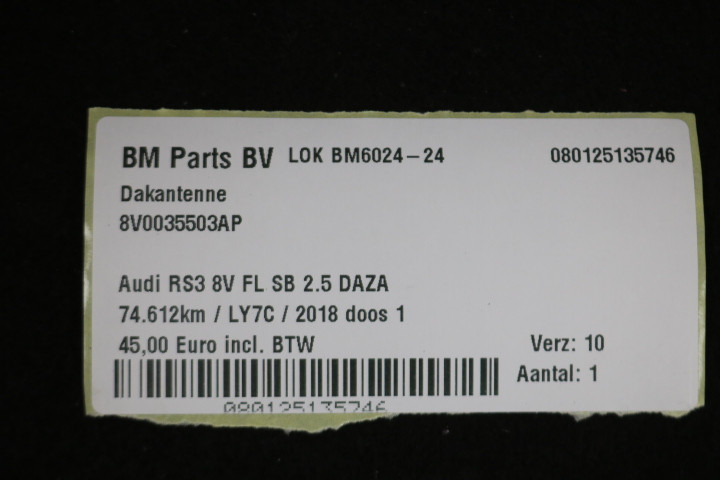 BM Parts BV LOK BM6024-24 080125135746
Dakantenne
8V0035503AP
Audi RS3 8V FL SB 2.5 DAZA
74.612km / LY7C / 2018 doos 1
45,00 Euro incl. BTW Verz: 10
Aantal: 1
080125135746